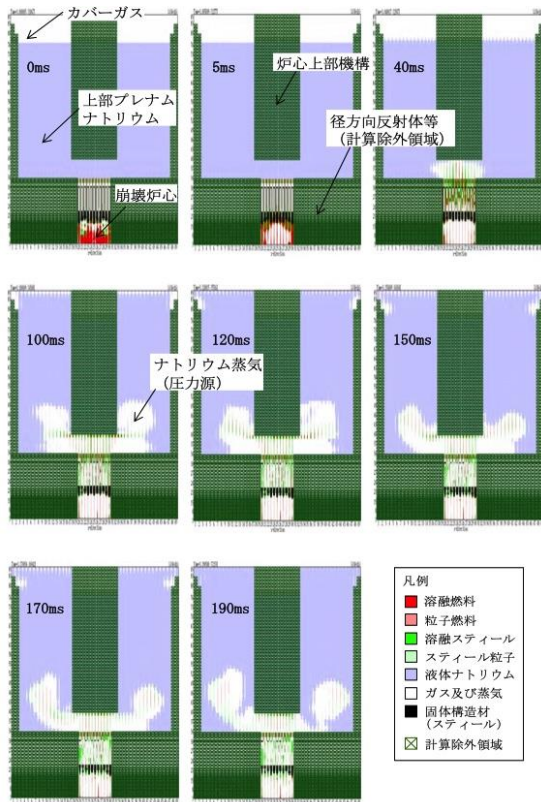 カバーガス
0ms
5ms
40ms
上部プレナム
ナトリウム
炉心上部機構
径方向反射体等
(計算除外領域)
崩壊炉心
100ms
120ms
150ms
ナトリウム蒸気
(圧力源)
170ms
190ms
凡例
溶融燃料
粒子燃料
溶融スティール
スティール粒子
液体ナトリウム
ガス及び蒸気
固体構造材
(スティール)
計算除外領域